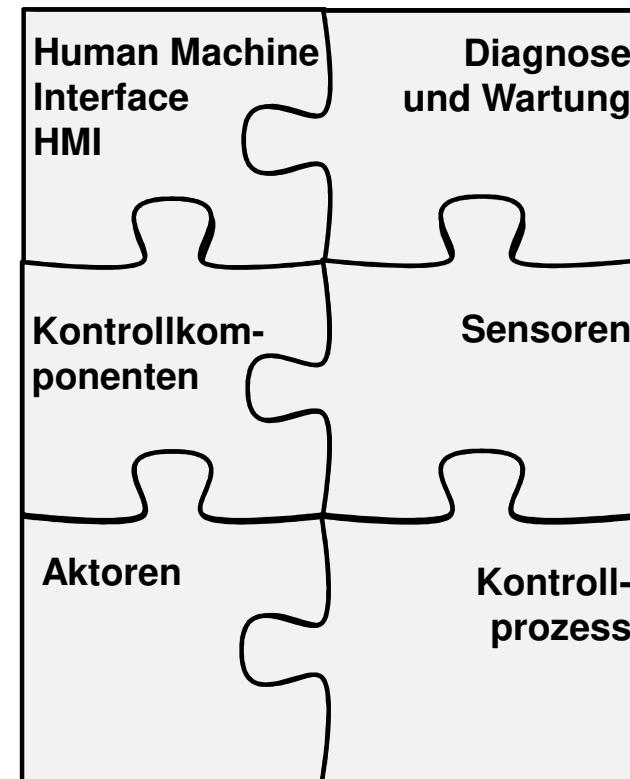 Human Machine
Interface
HMI
Diagnose
und Wartung
Kontrollkom-
ponenten
Sensoren
Aktoren
Kontroll-
prozess